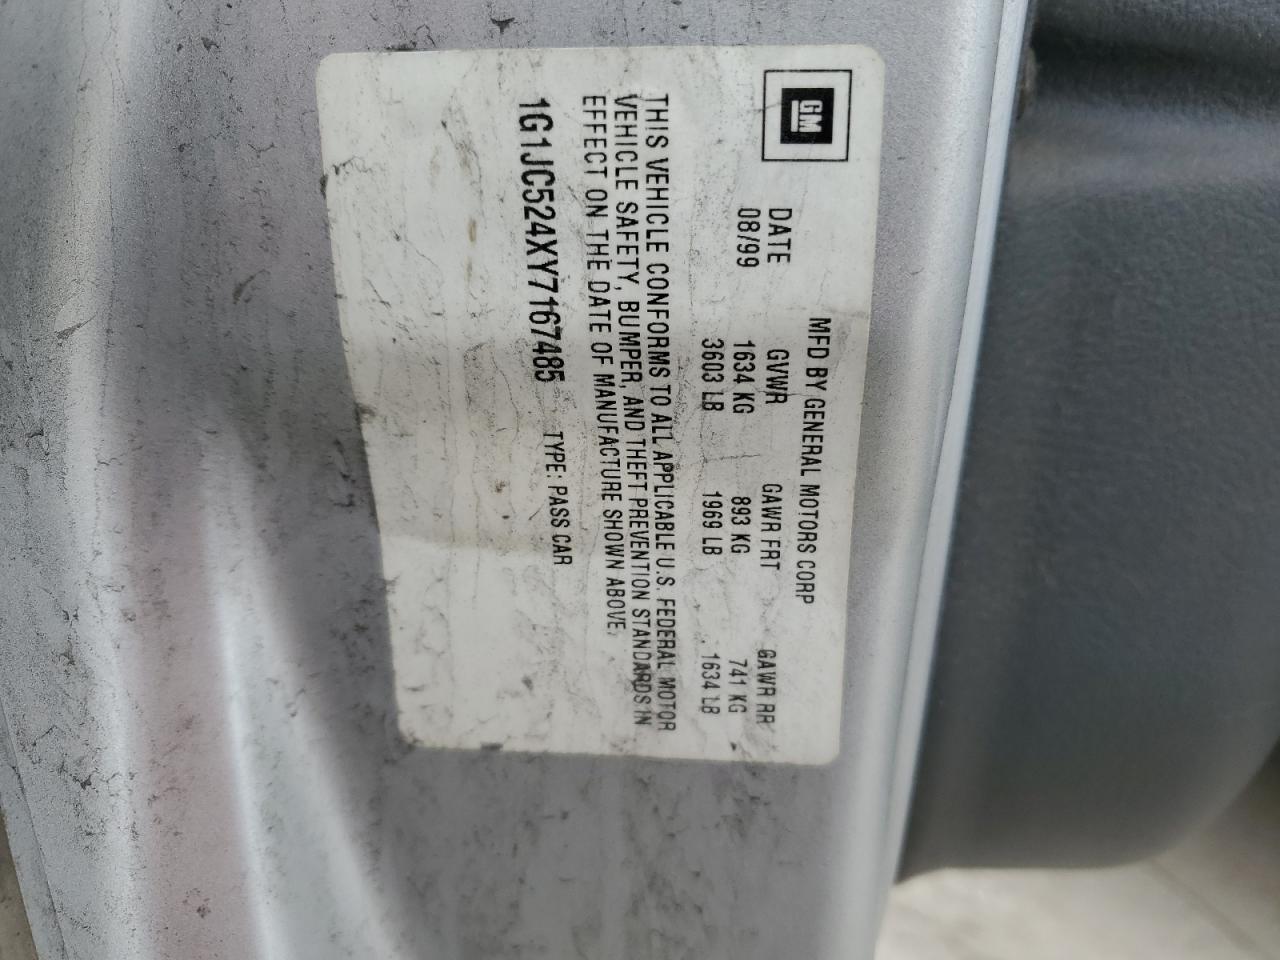 GM
MFD BY GENERAL MOTORS CORP
DATE GVWR GAWR FRT GAWR RR
08/99 1634 KG 893 KG 741 KG
3603 LB 1969 LB 1634 LB
THIS VEHICLE CONFORMS TO ALL APPLICABLE U.S. FEDERAL MOTOR
VEHICLE SAFETY, BUMPER, AND THEFT PREVENTION STANDARDS IN
EFFECT ON THE DATE OF MANUFACTURE SHOWN ABOVE.
1G1JC524XY7167485 TYPE: PASS CAR